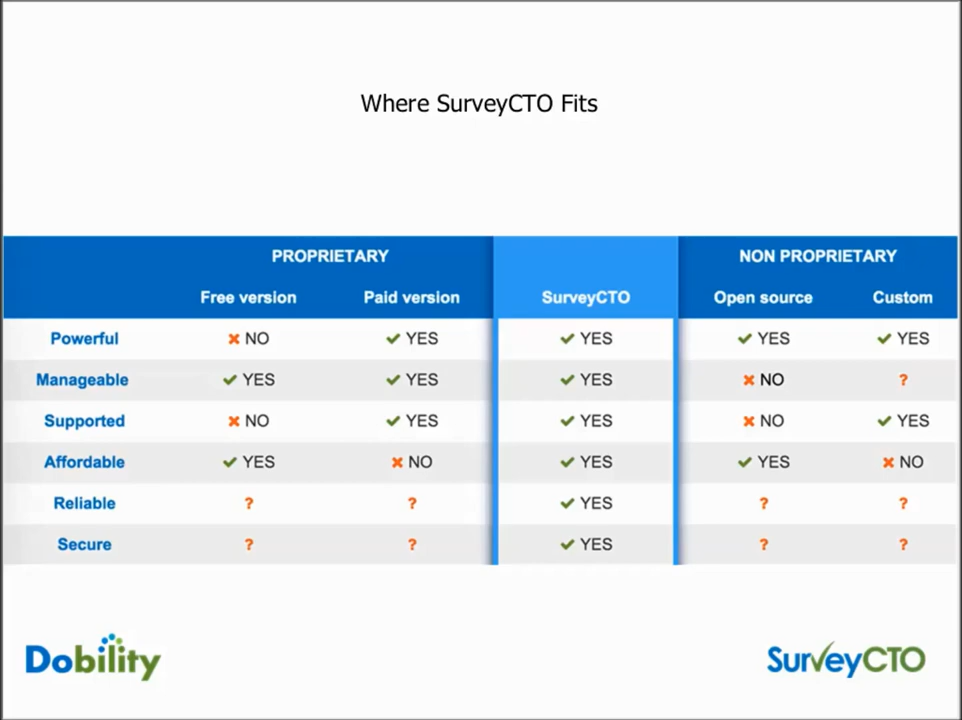 Where SurveyCTO Fits
PROPRIETARY NON PROPRIETARY
Free version Paid version SurveyCTO Open source Custom
Powerful NO YES YES YES YES
Manageable YES YES YES NO ?
Supported NO YES YES NO YES
Affordable YES NO YES YES NO
Reliable ? ? YES ? ?
Secure ? ? YES ? ?
Dobility SurveyCTO